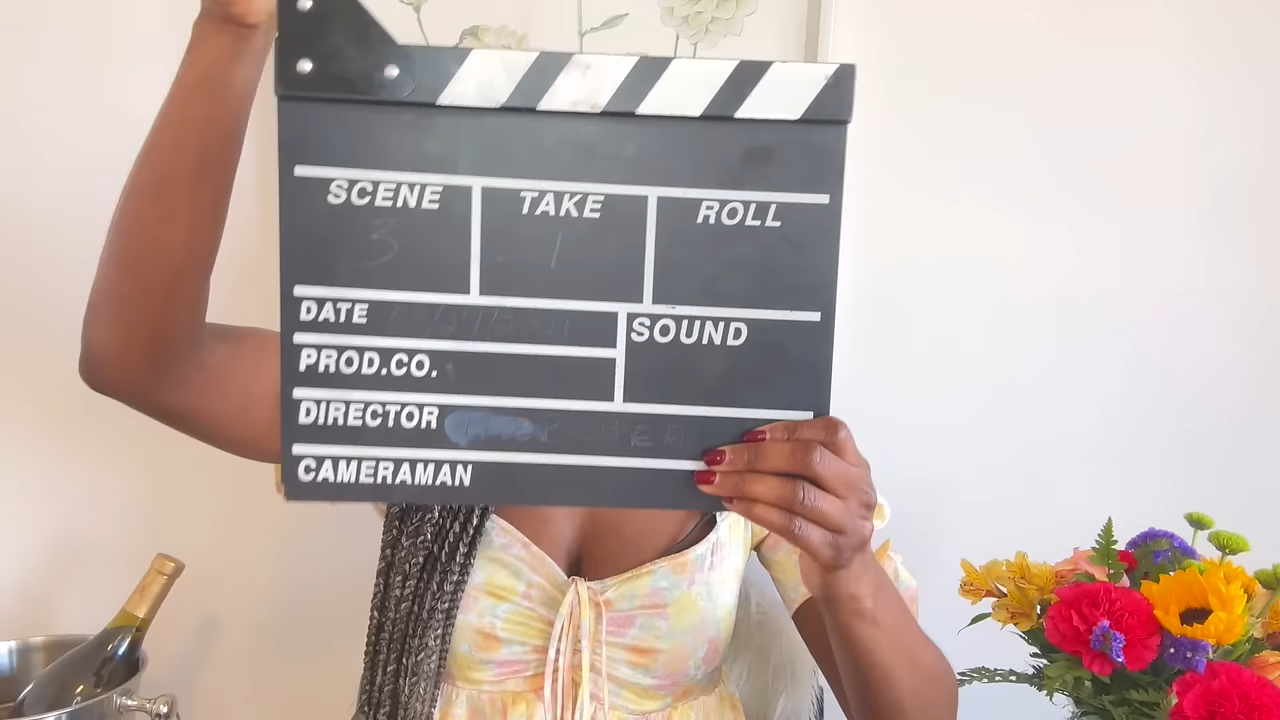 SCENE TAKE ROLL
3 1
DATE
SOUND
PROD.CO.
DIRECTOR
CAMERAMAN